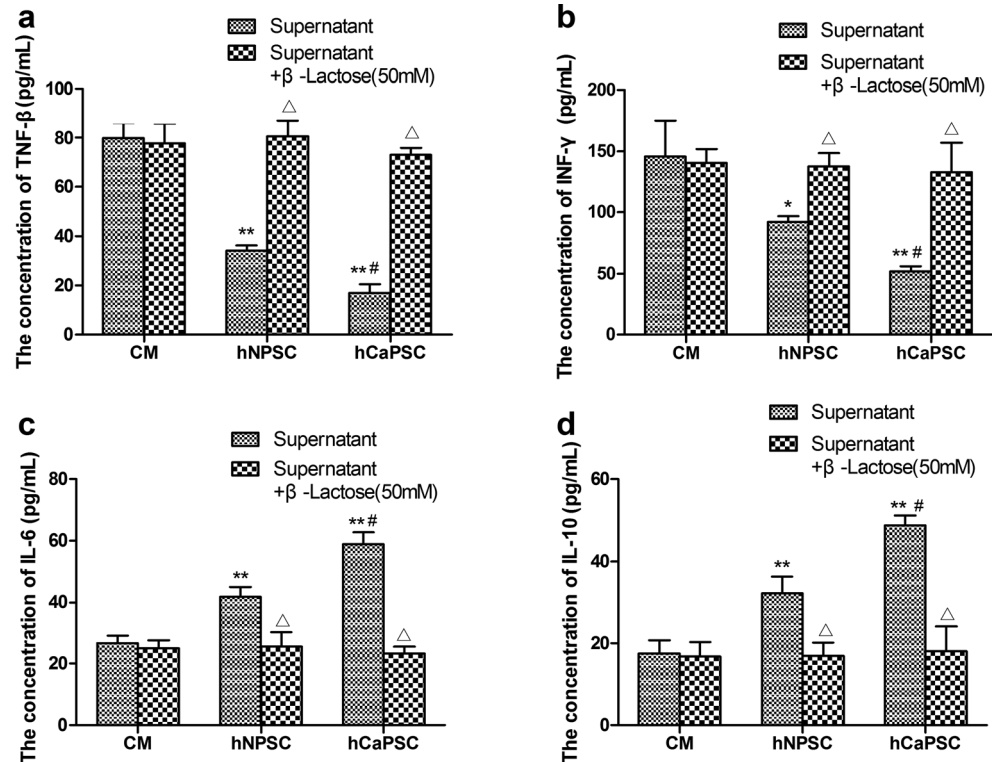 a
Supernatant
Supernatant
+β -Lactose(50mM)
The concentration of TNF-β (pg/mL)
100
80
60
40
20
0
**
△
** #
△
CM
hNPSC
hCaPSC
b
Supernatant
Supernatant
+β -Lactose(50mM)
The concentration of INF-γ (pg/mL)
200
150
100
50
0
*
△
** #
△
CM
hNPSC
hCaPSC
c
Supernatant
Supernatant
+β -Lactose(50mM)
The concentration of IL-6 (pg/mL)
80
60
40
20
0
**
△
** #
△
CM
hNPSC
hCaPSC
d
Supernatant
Supernatant
+β -Lactose(50mM)
The concentration of IL-10 (pg/mL)
60
40
20
0
**
△
** #
△
CM
hNPSC
hCaPSC